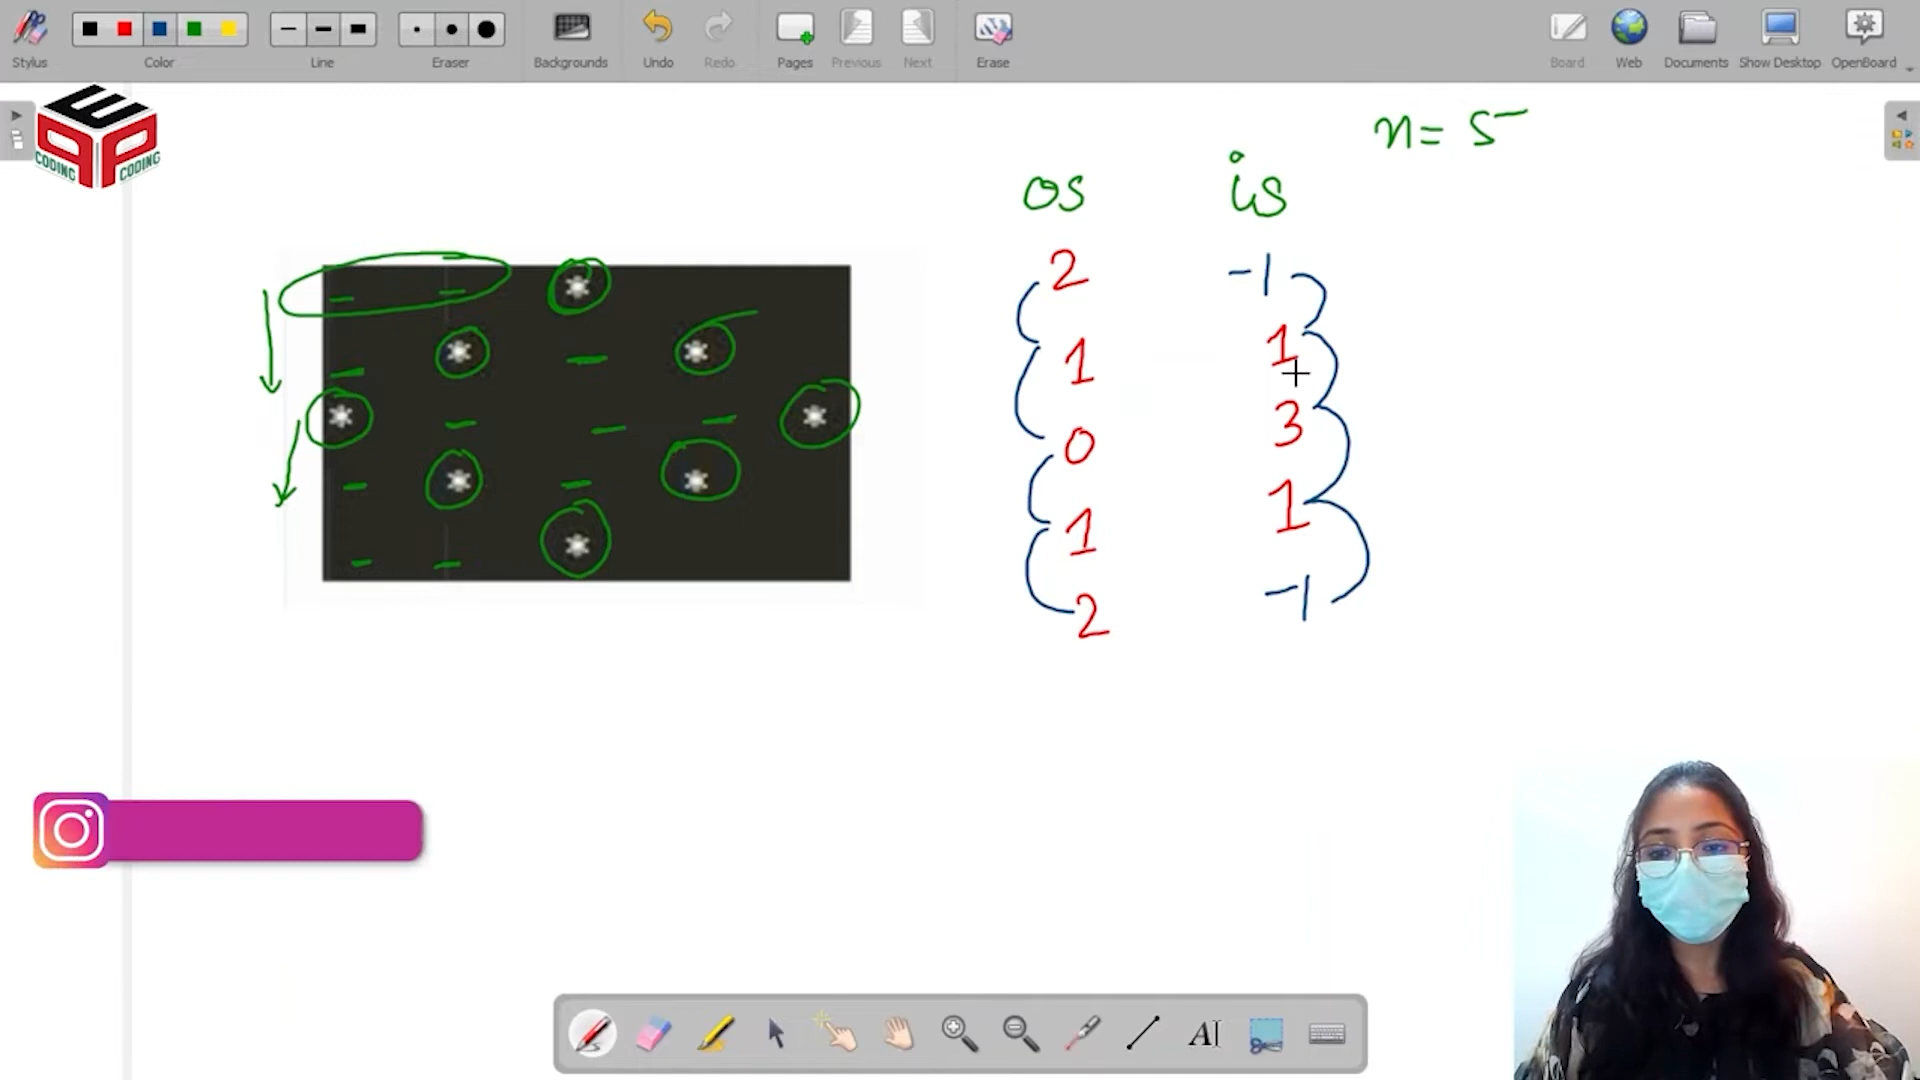 Stylus Color Line Eraser Backgrounds Undo Redo Pages Previous Next Erase Board Web Documents Show Desktop OpenBoard
PEP
CODING CODING
n = 5
os is
2 -1
1 1
0 3
1 1
2 -1